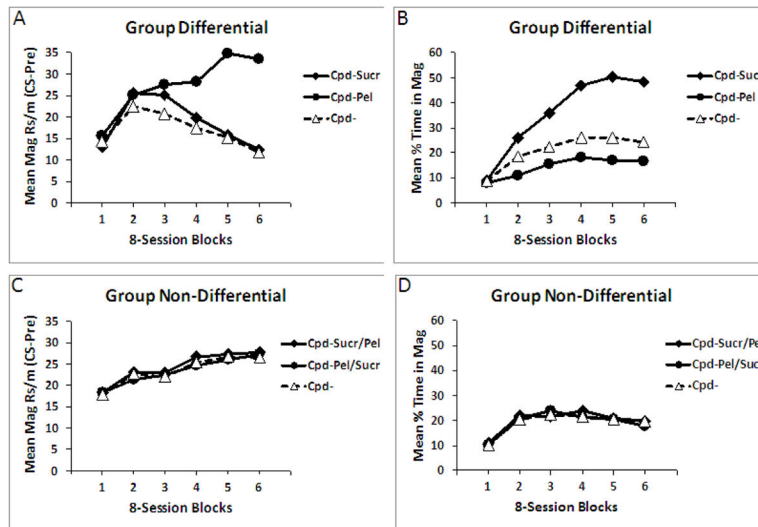 A
Group Differential
Mean Mag Rs/m (CS-Pre)
35
30
25
20
15
10
5
0
1 2 3 4 5 6
8-Session Blocks
Cpd-Sucr
Cpd-Pel
Cpd-
B
Group Differential
Mean % Time in Mag
60
50
40
30
20
10
0
1 2 3 4 5 6
8-Session Blocks
Cpd-Suc
Cpd-Pel
Cpd-
C
Group Non-Differential
Mean Mag Rs/m (CS-Pre)
35
30
25
20
15
10
5
0
1 2 3 4 5 6
8-Session Blocks
Cpd-Sucr/Pel
Cpd-Pel/Sucr
Cpd-
D
Group Non-Differential
Mean % Time in Mag
60
50
40
30
20
10
0
1 2 3 4 5 6
8-Session Blocks
Cpd-Sucr/Pe
Cpd-Pel/Suc
Cpd-